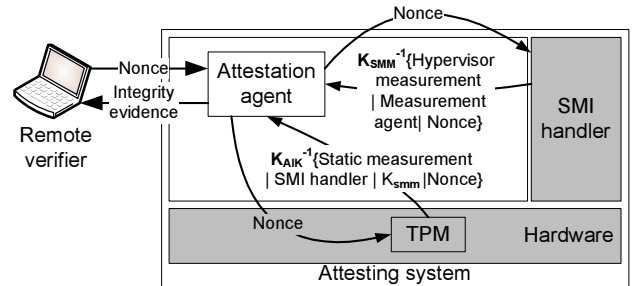 Nonce
Nonce
Integrity
evidence
Remote
verifier
Attestation
agent
K_SMM^-1{Hypervisor
measurement
| Measurement
agent| Nonce}
SMI
handler
K_AIK^-1{Static measurement
| SMI handler | K_smm|Nonce}
Nonce
TPM
Hardware
Attesting system